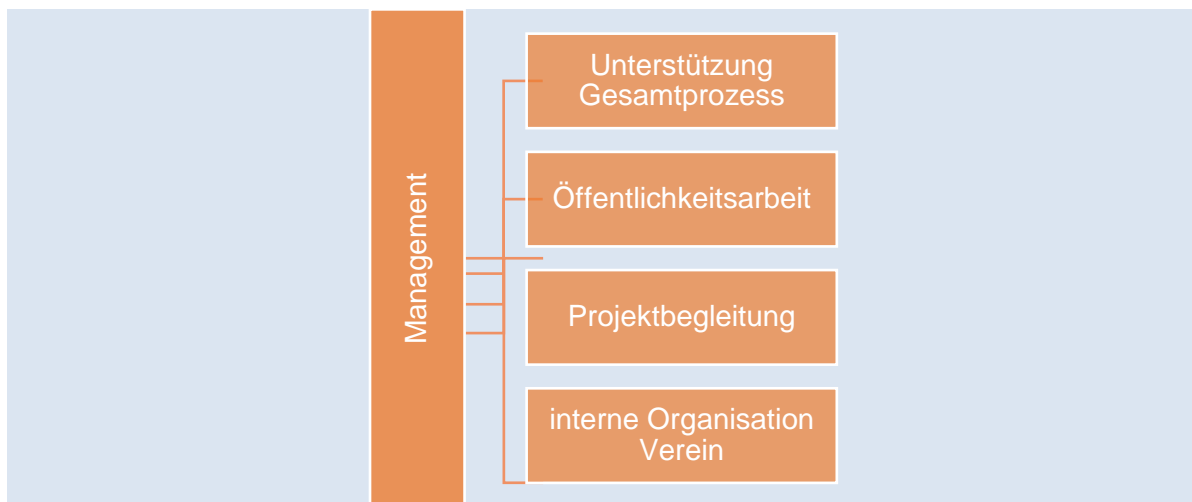 Management
Unterstützung
Gesamtprozess
Öffentlichkeitsarbeit
Projektbegleitung
interne Organisation
Verein